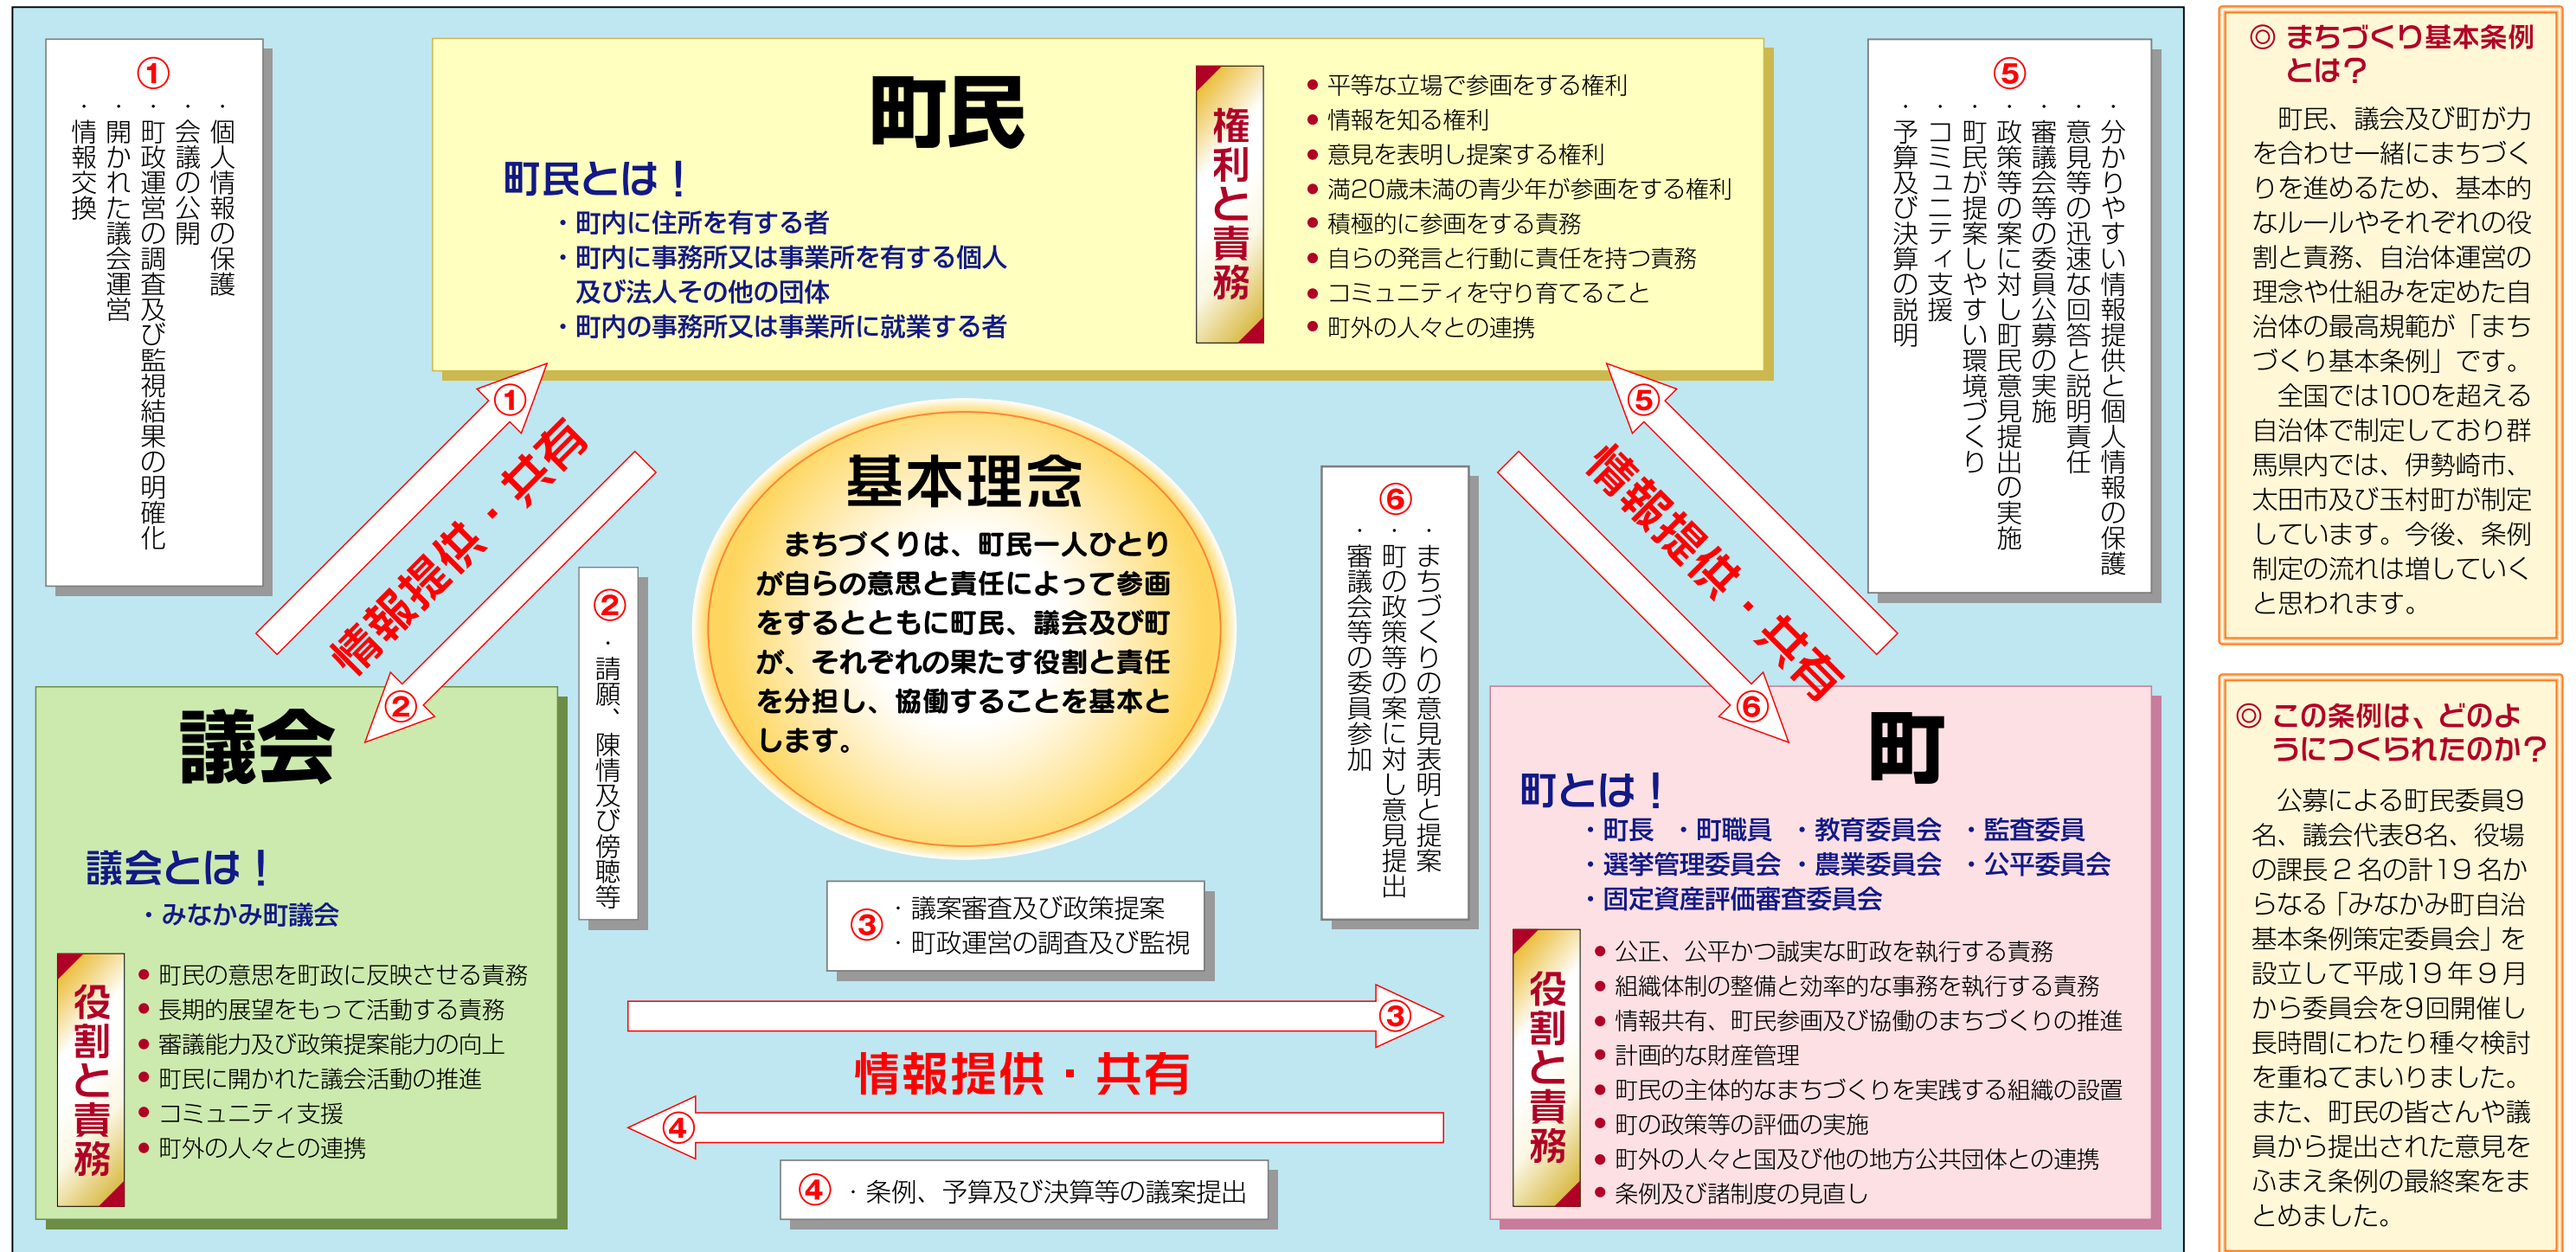 ①
・個人情報の保護
・会議の公開
・町政運営の調査及び監視結果の明確化
・開かれた議会運営
・情報交換
町民
町民とは！
・町内に住所を有する者
・町内に事務所又は事業所を有する個人
及び法人その他の団体
・町内の事務所又は事業所に就業する者
権利と責務
● 平等な立場で参画をする権利
● 情報を知る権利
● 意見を表明し提案する権利
● 満20歳未満の青少年が参画をする権利
● 積極的に参画をする責務
● 自らの発言と行動に責任を持つ責務
● コミュニティを守り育てること
● 町外の人々との連携
⑤
・分かりやすい情報提供と個人情報の保護
・意見等の迅速な回答と説明責任
・審議会等の委員公募の実施
・政策等の案に対し町民意見提出の実施
・町民が提案しやすい環境づくり
・コミュニティ支援
・予算及び決算の説明
①
情報提供・共有
②
②
・請願、陳情及び傍聴等
基本理念
まちづくりは、町民一人ひとり
が自らの意思と責任によって参画
をするとともに町民、議会及び町
が、それぞれの果たす役割と責任
を分担し、協働することを基本と
します。
⑥
・まちづくりの意見表明と提案
・町の政策等の案に対し意見提出
・審議会等の委員参加
⑤
情報提供・共有
⑥
議会
議会とは！
・みなかみ町議会
役割と責務
● 町民の意思を町政に反映させる責務
● 長期的展望をもって活動する責務
● 審議能力及び政策提案能力の向上
● 町民に開かれた議会活動の推進
● コミュニティ支援
● 町外の人々との連携
③
・議案審査及び政策提案
・町政運営の調査及び監視
③
情報提供・共有
④
④ ・条例、予算及び決算等の議案提出
町
町とは！
・町長 ・町職員 ・教育委員会 ・監査委員
・選挙管理委員会 ・農業委員会 ・公平委員会
・固定資産評価審査委員会
役割と責務
● 公正、公平かつ誠実な町政を執行する責務
● 組織体制の整備と効率的な事務を執行する責務
● 情報共有、町民参画及び協働のまちづくりの推進
● 計画的な財産管理
● 町民の主体的なまちづくりを実践する組織の設置
● 町の政策等の評価の実施
● 町外の人々と国及び他の地方公共団体との連携
● 条例及び諸制度の見直し
◎ まちづくり基本条例
とは？
町民、議会及び町が力
を合わせ一緒にまちづく
りを進めるため、基本的
なルールやそれぞれの役
割と責務、自治体運営の
理念や仕組みを定めた自
治体の最高規範が「まち
づくり基本条例」です。
全国では100を超える
自治体で制定しており群
馬県内では、伊勢崎市、
太田市及び玉村町が制定
しています。今後、条例
制定の流れは増していく
と思われます。
◎ この条例は、どのよ
うにつくられたのか？
公募による町民委員9
名、議会代表8名、役場
の課長２名の計19名か
らなる「みなかみ町自治
基本条例策定委員会」を
設立して平成19年９月
から委員会を9回開催し
長時間にわたり種々検討
を重ねてまいりました。
また、町民の皆さんや議
員から提出された意見を
ふまえ条例の最終案をま
とめました。